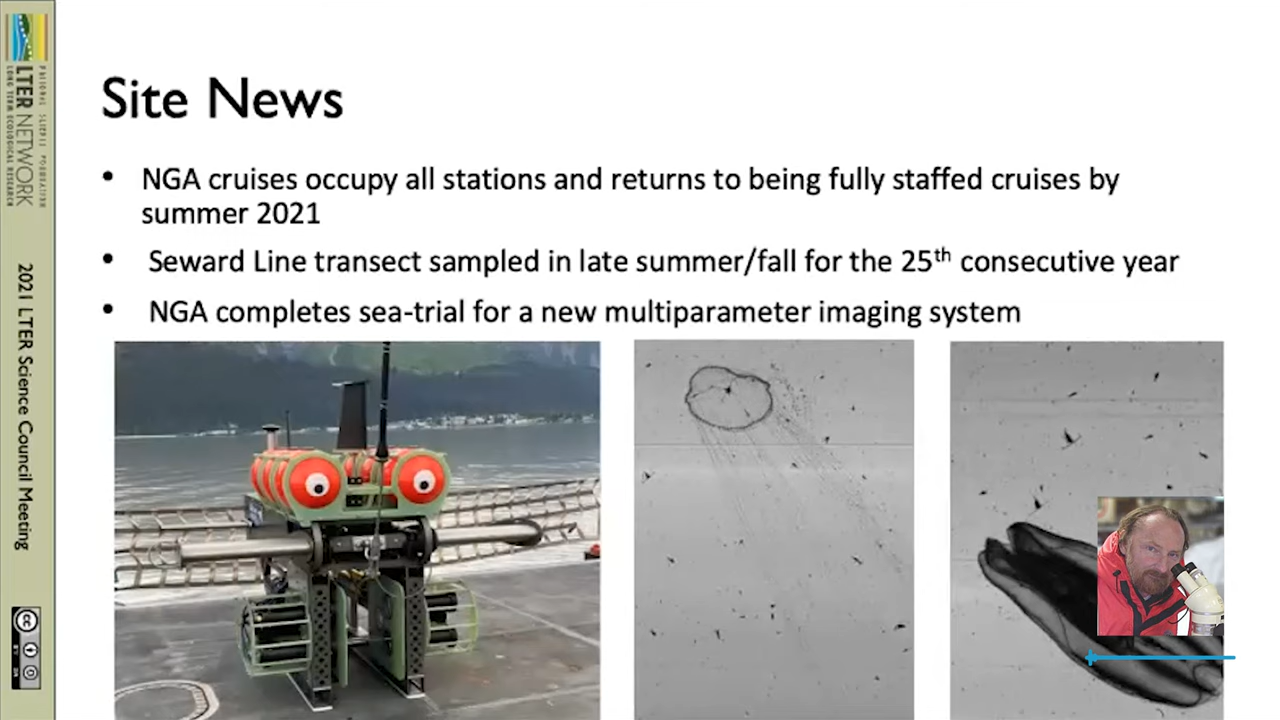 Site News
• NGA cruises occupy all stations and returns to being fully staffed cruises by
summer 2021
• Seward Line transect sampled in late summer/fall for the 25th consecutive year
• NGA completes sea-trial for a new multiparameter imaging system
LTER NETWORK
LONG TERM ECOLOGICAL RESEARCH
2021 LTER Science Council Meeting
cc